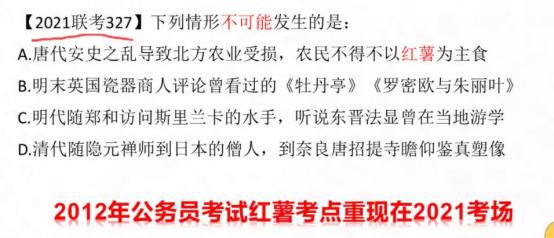 【2021联考327】下列情形不可能发生的是：
A.唐代安史之乱导致北方农业受损，农民不得不以红薯为主食
B.明末英国瓷器商人评论曾看过的《牡丹亭》《罗密欧与朱丽叶》
C.明代随郑和访问斯里兰卡的水手，听说东晋法显曾在当地游学
D.清代随隐元禅师到日本的僧人，到奈良唐招提寺瞻仰鉴真塑像
2012年公务员考试红薯考点重现在2021考场